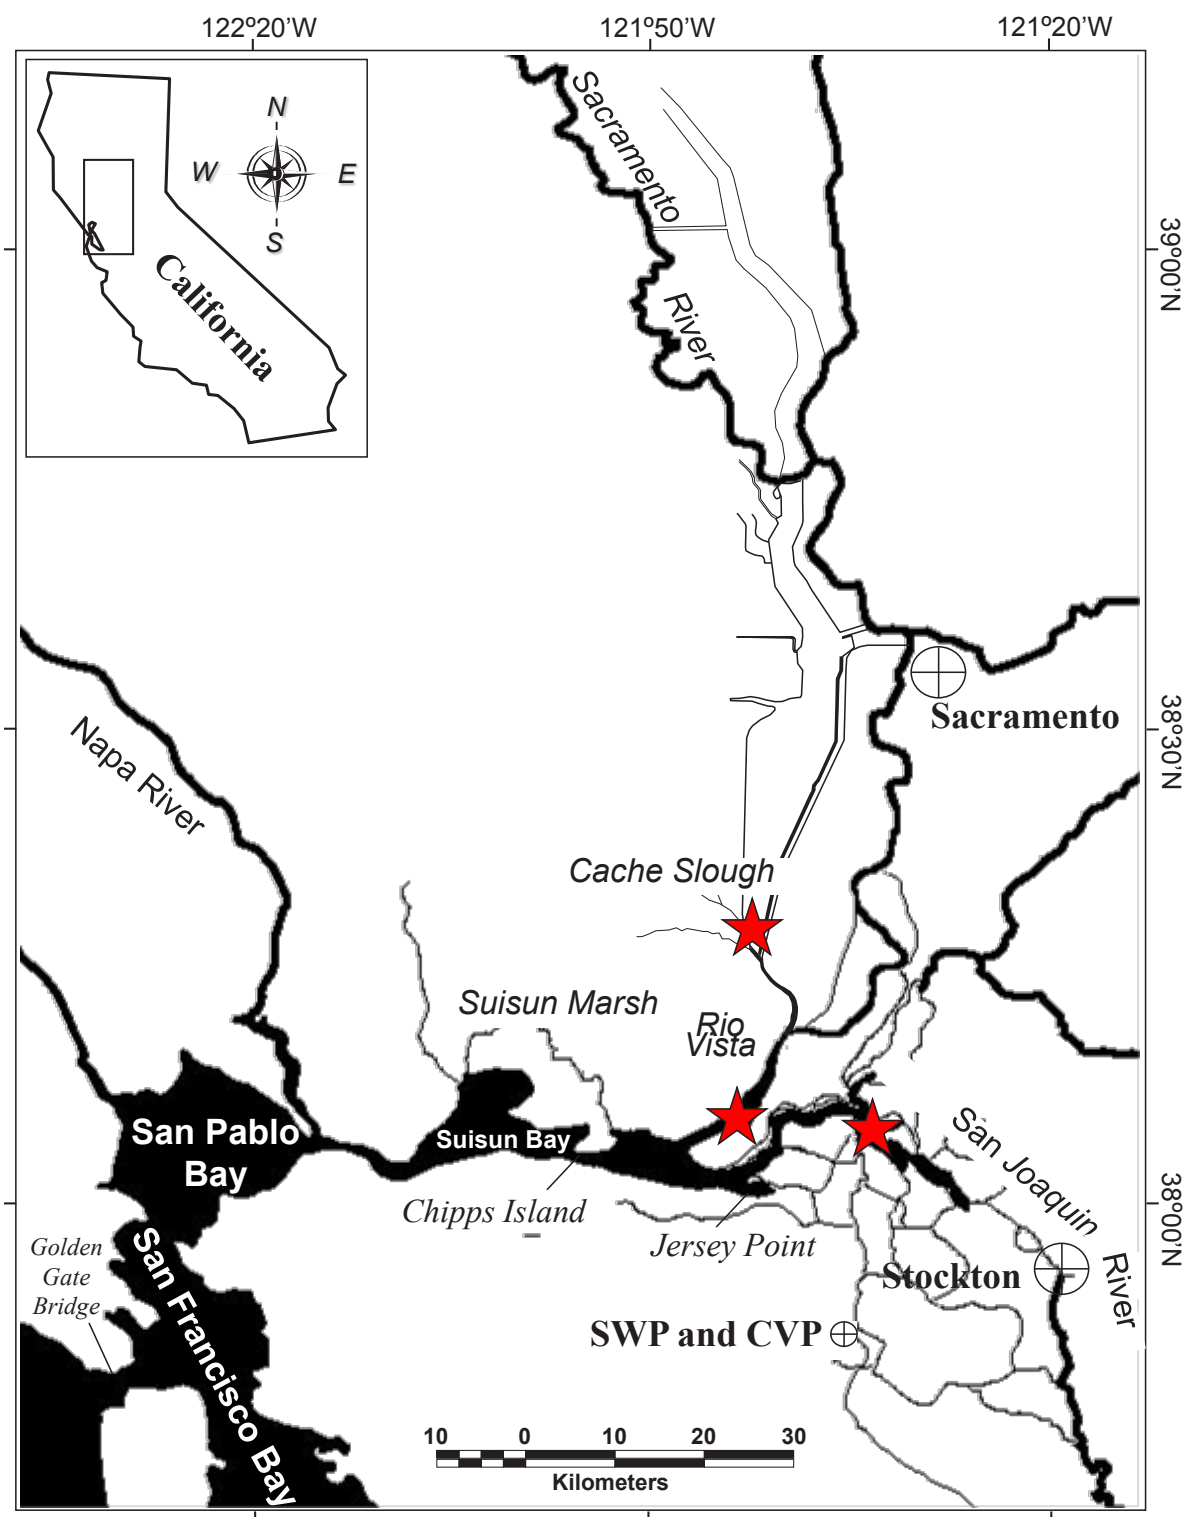 122º20'W 121º50'W 121º20'W
N
W E
S
California
Sacramento
River
39º00'N
Sacramento
38º30'N
Napa River
Cache Slough
Suisun Marsh
Rio
Vista
San Pablo
Bay
Suisun Bay
San Joaquin
River
Chipps Island
Jersey Point
38º00'N
Golden
Gate
Bridge
San Francisco Bay
Stockton
SWP and CVP
10 0 10 20 30
Kilometers